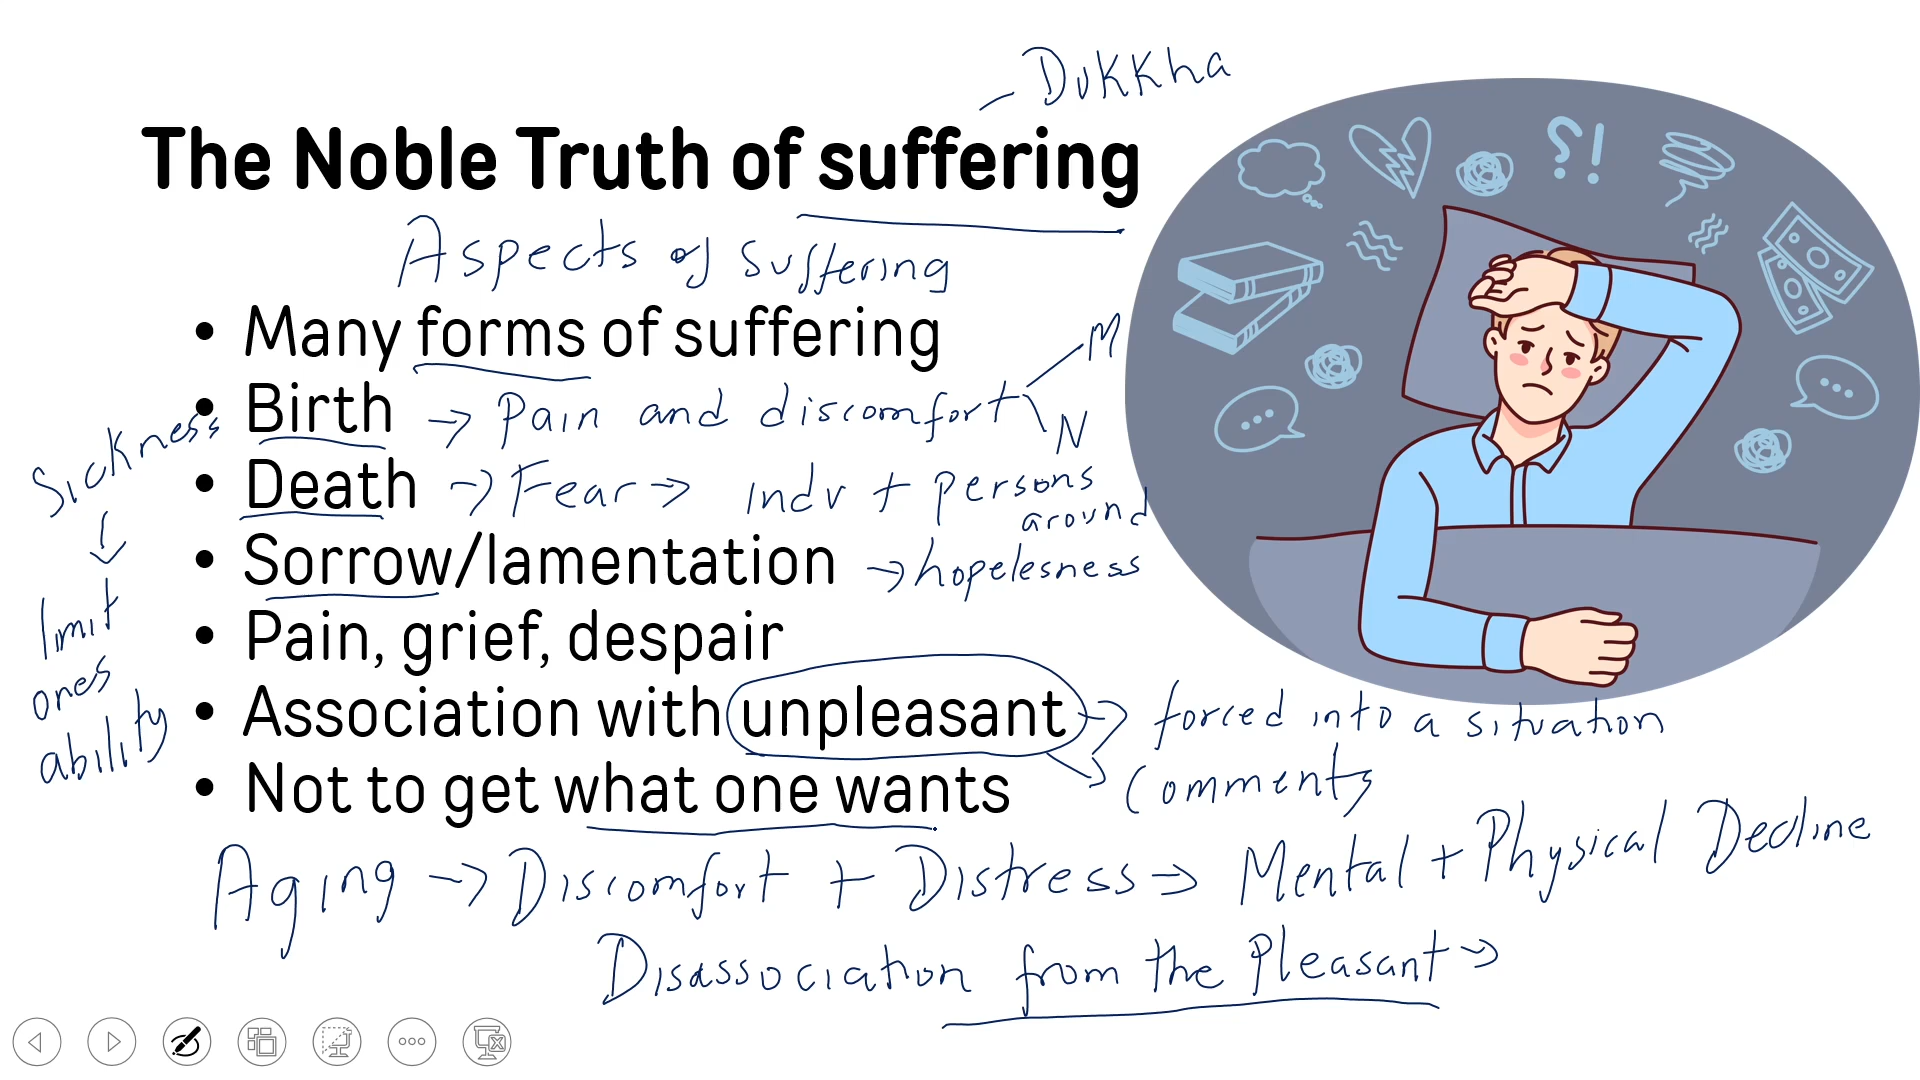 - Dukkha
The Noble Truth of suffering
Aspects of suffering
• Many forms of suffering
• Birth → Pain and discomfort M
N
• Death → Fear → indv + persons
around
• Sorrow/lamentation → hopelesness
• Pain, grief, despair
• Association with unpleasant → forced into a situation
→ Comments
• Not to get what one wants
Sickness
↓
limit
ones
ability
Aging → Discomfort + Distress → Mental + Physical Decline
Disassociation from the Pleasant →
?!